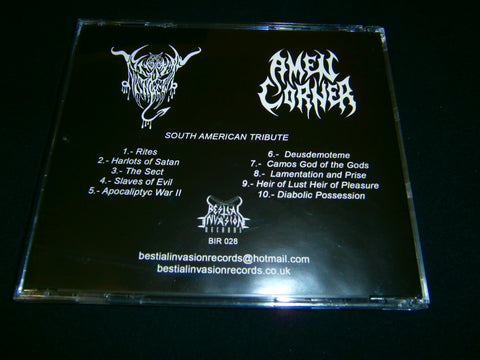 AMEN
CORNER
SOUTH AMERICAN TRIBUTE
1.- Rites
2.- Harlots of Satan
3.- The Sect
4.- Slaves of Evil
5.- Apocaliptyc War II
6.- Deusdemoteme
7.- Camos God of the Gods
8.- Lamentation and Prise
9.- Heir of Lust Heir of Pleasure
10.- Diabolic Possession
BESTIAL
INVASION
RECORDS
BIR 028
bestialinvasionrecords@hotmail.com
bestialinvasionrecords.co.uk